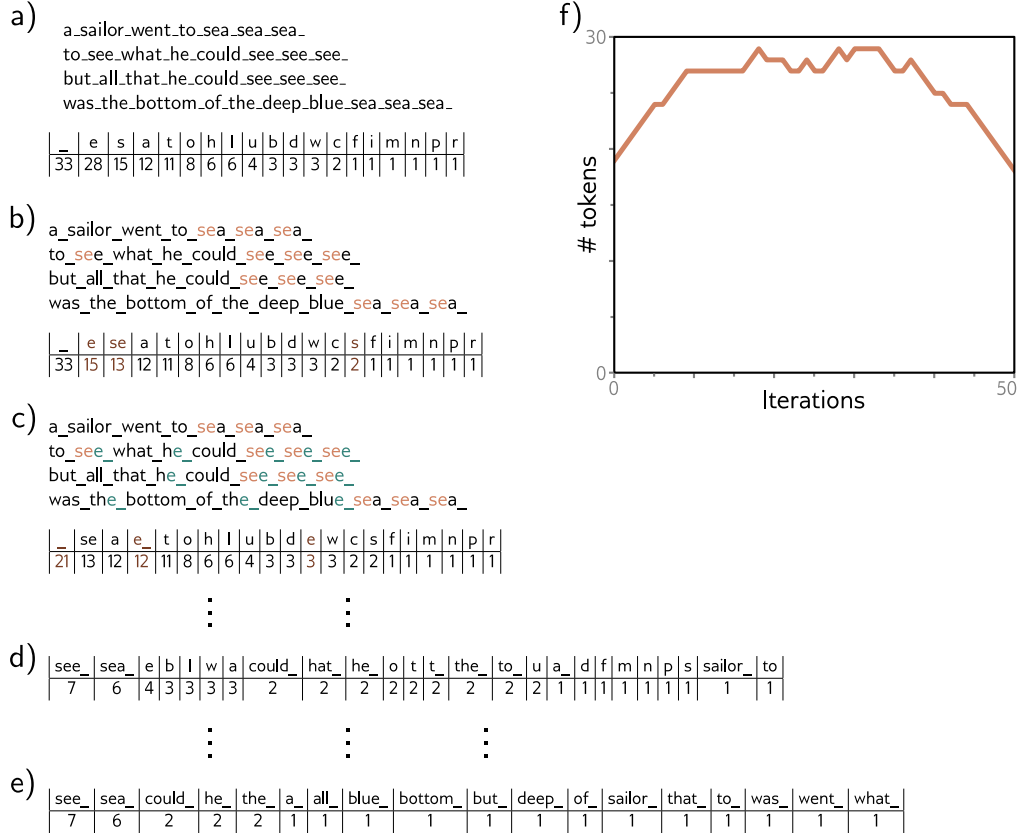 a)
a_sailor_went_to_sea_sea_sea_
to_see_what_he_could_see_see_see_
but_all_that_he_could_see_see_see_
was_the_bottom_of_the_deep_blue_sea_sea_sea_
_ e s a t o h l u b d w c f i m n p r
33 28 15 12 11 8 6 6 4 3 3 3 2 1 1 1 1 1 1
b)
a_sailor_went_to_sea_sea_sea_
to_see_what_he_could_see_see_see_
but_all_that_he_could_see_see_see_
was_the_bottom_of_the_deep_blue_sea_sea_sea_
_ e se a t o h l u b d w c s f i m n p r
33 15 13 12 11 8 6 6 4 3 3 3 2 2 1 1 1 1 1 1
c)
a_sailor_went_to_sea_sea_sea_
to_see_what_he_could_see_see_see_
but_all_that_he_could_see_see_see_
was_the_bottom_of_the_deep_blue_sea_sea_sea_
_ se a e_ t o h l u b d e w c s f i m n p r
21 13 12 12 11 8 6 6 4 3 3 3 3 2 2 1 1 1 1 1 1
d)
see_ sea_ e b l w a could_ hat_ he_ o t t_ the_ to_ u a_ d f m n p s sailor_ to
7 6 4 3 3 3 3 2 2 2 2 2 2 2 2 2 1 1 1 1 1 1 1 1 1
e)
see_ sea_ could_ he_ the_ a_ all_ blue_ bottom_ but_ deep_ of_ sailor_ that_ to_ was_ went_ what_
7 6 2 2 2 1 1 1 1 1 1 1 1 1 1 1 1 1
f)
30
# tokens
0
0
50
Iterations